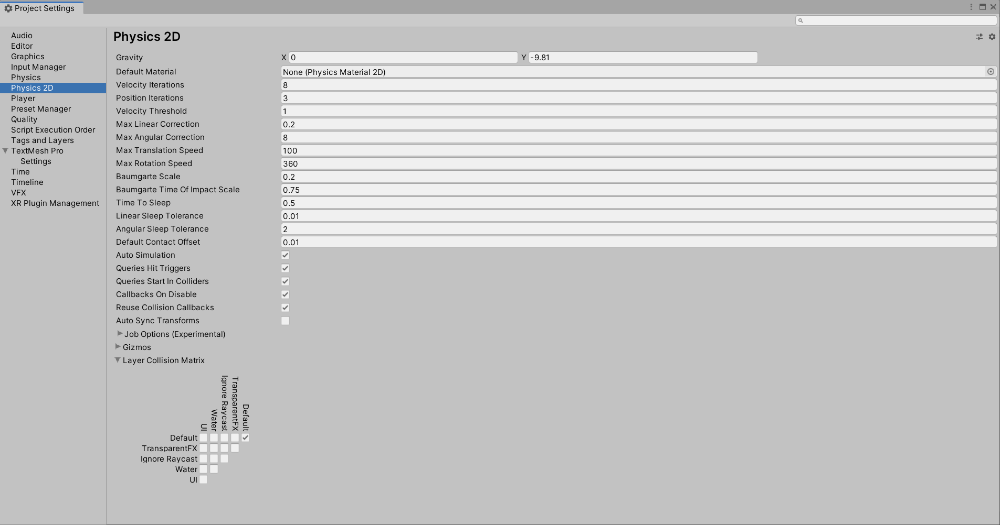 Project Settings
Audio
Editor
Graphics
Input Manager
Physics
Physics 2D
Player
Preset Manager
Quality
Script Execution Order
Tags and Layers
TextMesh Pro
Settings
Time
Timeline
VFX
XR Plugin Management
Physics 2D
Gravity X 0 Y -9.81
Default Material None (Physics Material 2D)
Velocity Iterations 8
Position Iterations 3
Velocity Threshold 1
Max Linear Correction 0.2
Max Angular Correction 8
Max Translation Speed 100
Max Rotation Speed 360
Baumgarte Scale 0.2
Baumgarte Time Of Impact Scale 0.75
Time To Sleep 0.5
Linear Sleep Tolerance 0.01
Angular Sleep Tolerance 2
Default Contact Offset 0.01
Auto Simulation
Queries Hit Triggers
Queries Start In Colliders
Callbacks On Disable
Reuse Collision Callbacks
Auto Sync Transforms
Job Options (Experimental)
Gizmos
Layer Collision Matrix
UI
Water
Ignore Raycast
TransparentFX
Default
Default
TransparentFX
Ignore Raycast
Water
UI